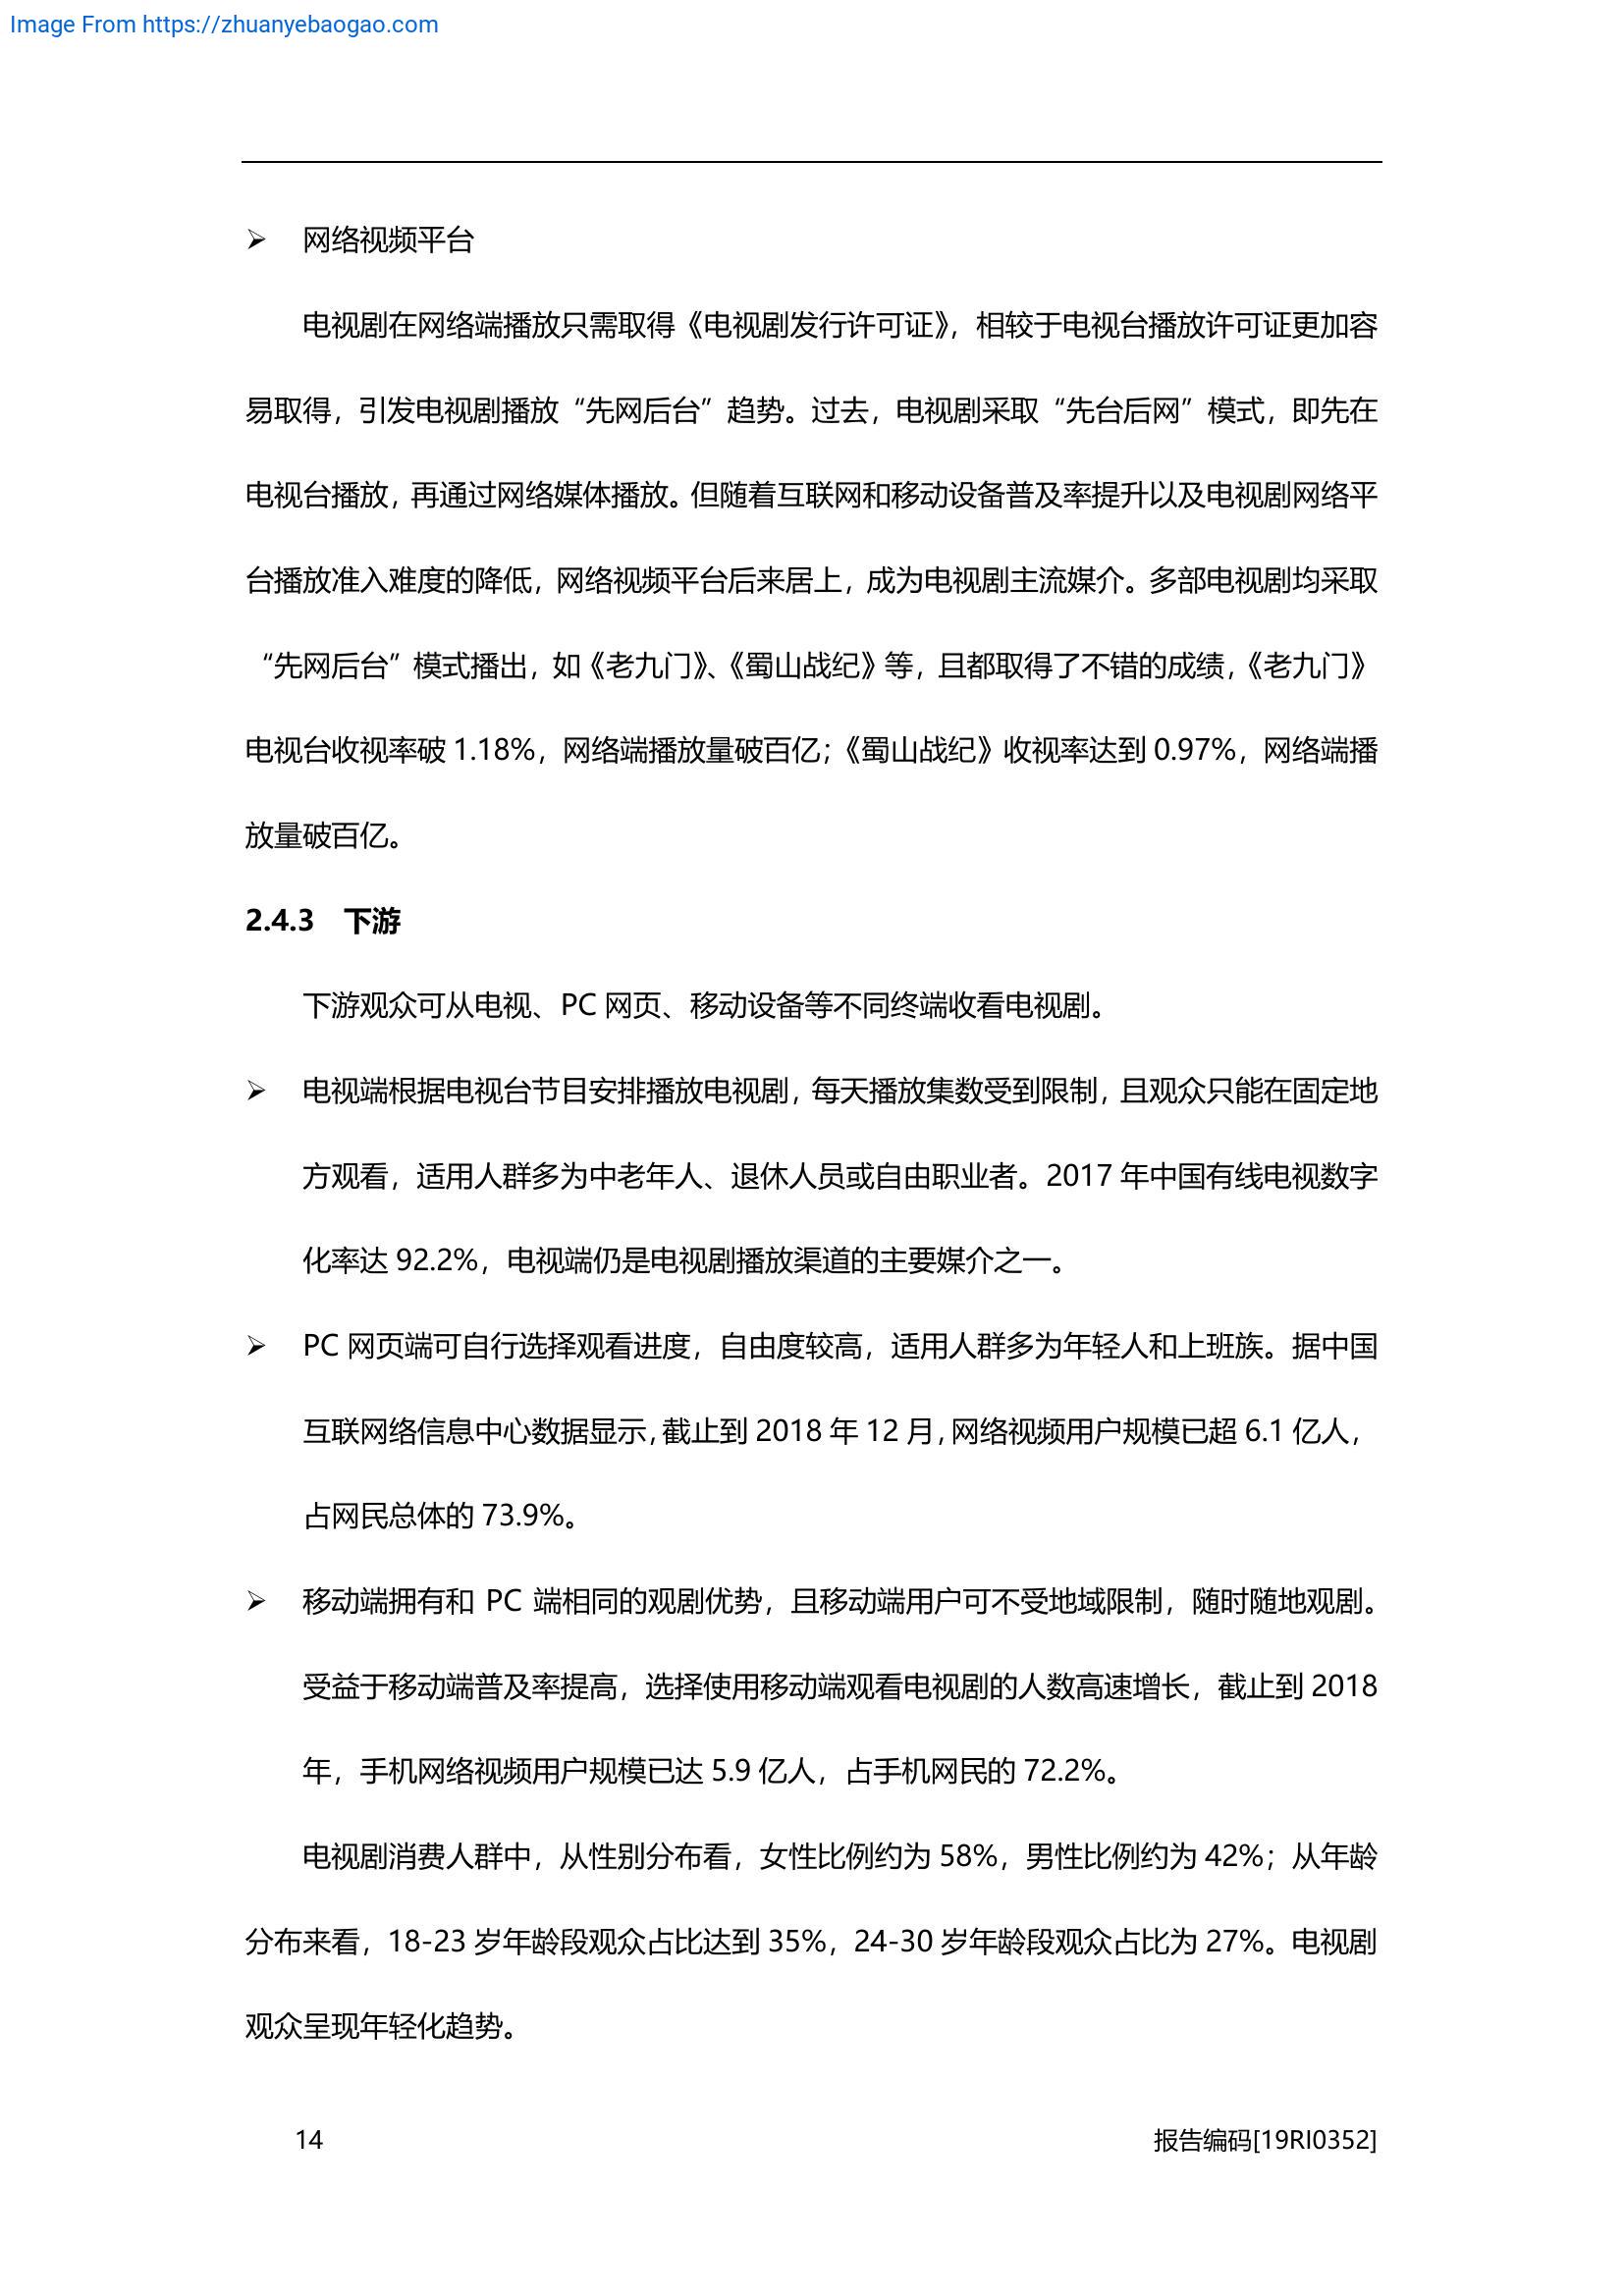 Image From https://zhuanyebaogao.com
➢ 网络视频平台
电视剧在网络端播放只需取得《电视剧发行许可证》，相较于电视台播放许可证更加容
易取得，引发电视剧播放“先网后台”趋势。过去，电视剧采取“先台后网”模式，即先在
电视台播放，再通过网络媒体播放。但随着互联网和移动设备普及率提升以及电视剧网络平
台播放准入难度的降低，网络视频平台后来居上，成为电视剧主流媒介。多部电视剧均采取
“先网后台”模式播出，如《老九门》、《蜀山战纪》等，且都取得了不错的成绩，《老九门》
电视台收视率破 1.18%，网络端播放量破百亿；《蜀山战纪》收视率达到 0.97%，网络端播
放量破百亿。
2.4.3 下游
下游观众可从电视、PC 网页、移动设备等不同终端收看电视剧。
➢ 电视端根据电视台节目安排播放电视剧，每天播放集数受到限制，且观众只能在固定地
方观看，适用人群多为中老年人、退休人员或自由职业者。2017 年中国有线电视数字
化率达 92.2%，电视端仍是电视剧播放渠道的主要媒介之一。
➢ PC 网页端可自行选择观看进度，自由度较高，适用人群多为年轻人和上班族。据中国
互联网络信息中心数据显示，截止到 2018 年 12 月，网络视频用户规模已超 6.1 亿人，
占网民总体的 73.9%。
➢ 移动端拥有和 PC 端相同的观剧优势，且移动端用户可不受地域限制，随时随地观剧。
受益于移动端普及率提高，选择使用移动端观看电视剧的人数高速增长，截止到 2018
年，手机网络视频用户规模已达 5.9 亿人，占手机网民的 72.2%。
电视剧消费人群中，从性别分布看，女性比例约为 58%，男性比例约为 42%；从年龄
分布来看，18-23 岁年龄段观众占比达到 35%，24-30 岁年龄段观众占比为 27%。电视剧
观众呈现年轻化趋势。
14 报告编码[19RI0352]